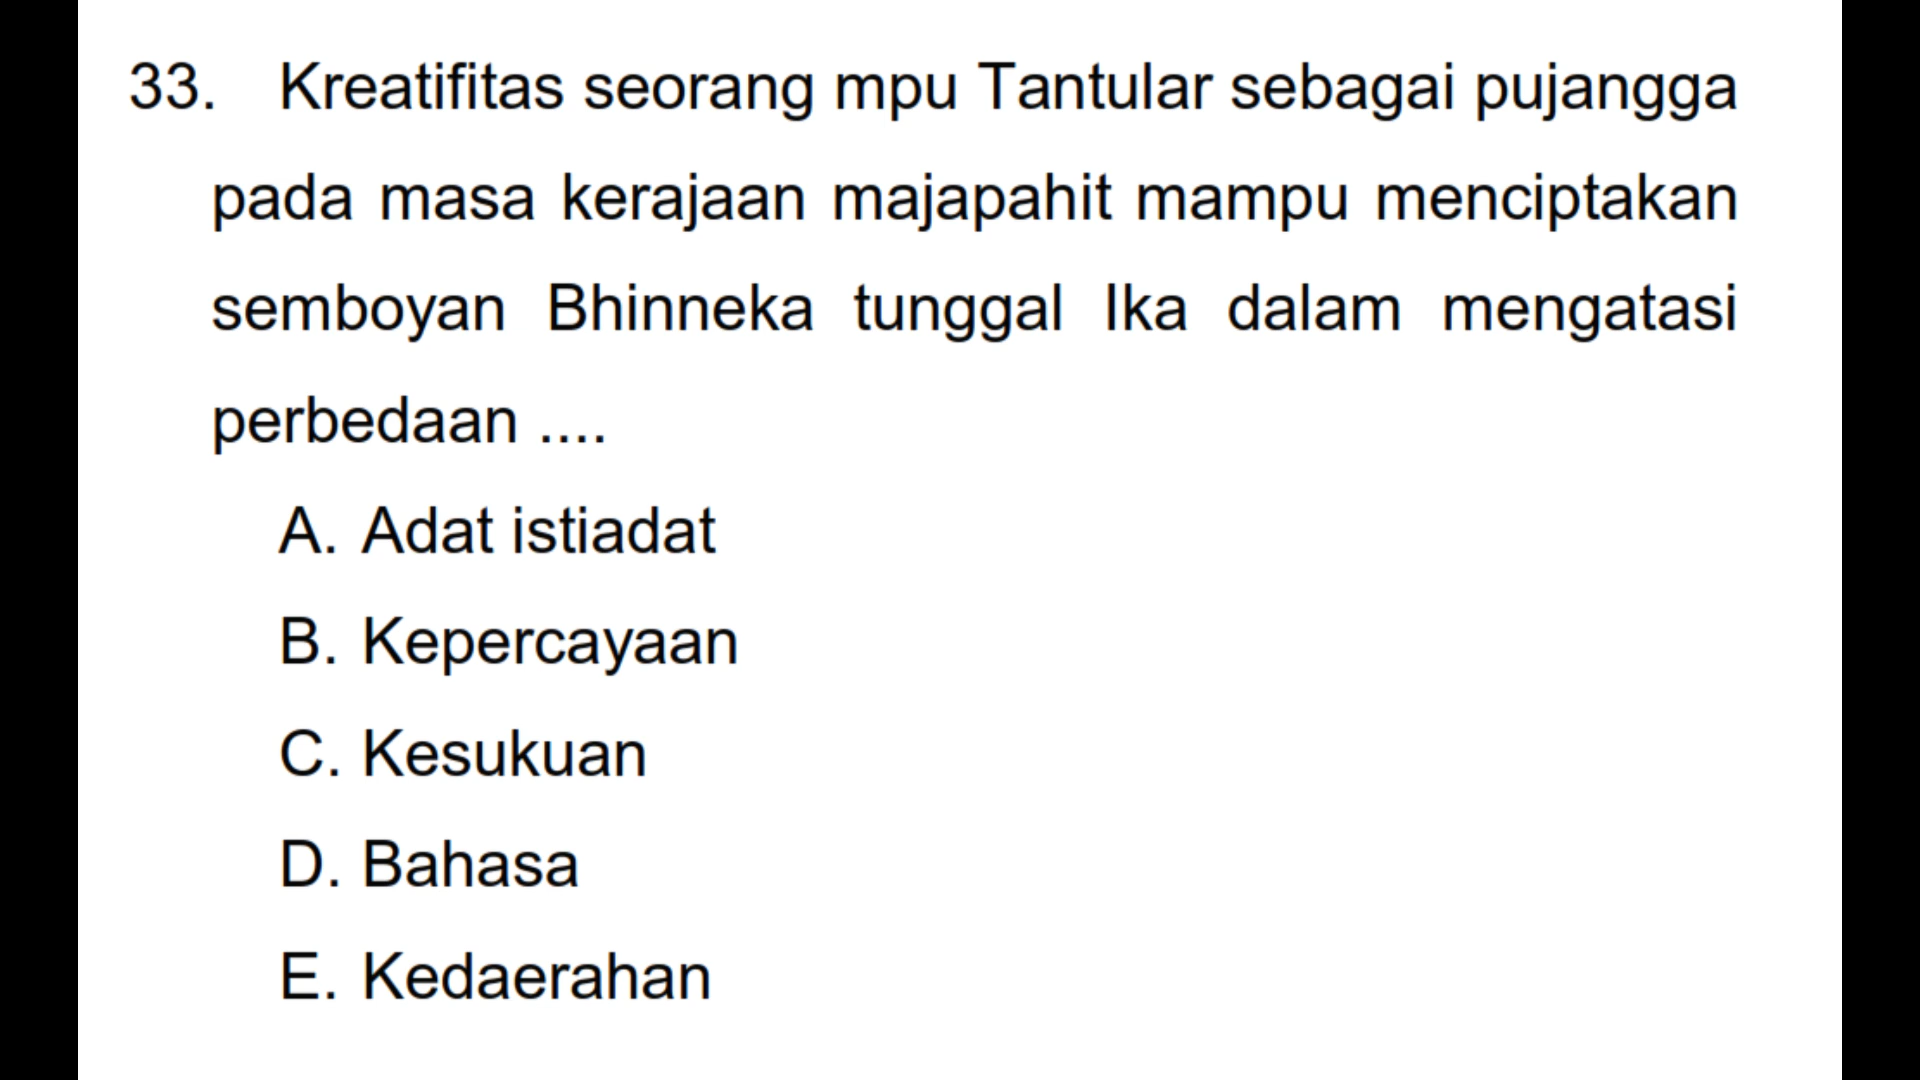 33. Kreatifitas seorang mpu Tantular sebagai pujangga
pada masa kerajaan majapahit mampu menciptakan
semboyan Bhinneka tunggal Ika dalam mengatasi
perbedaan ....
A. Adat istiadat
B. Kepercayaan
C. Kesukuan
D. Bahasa
E. Kedaerahan